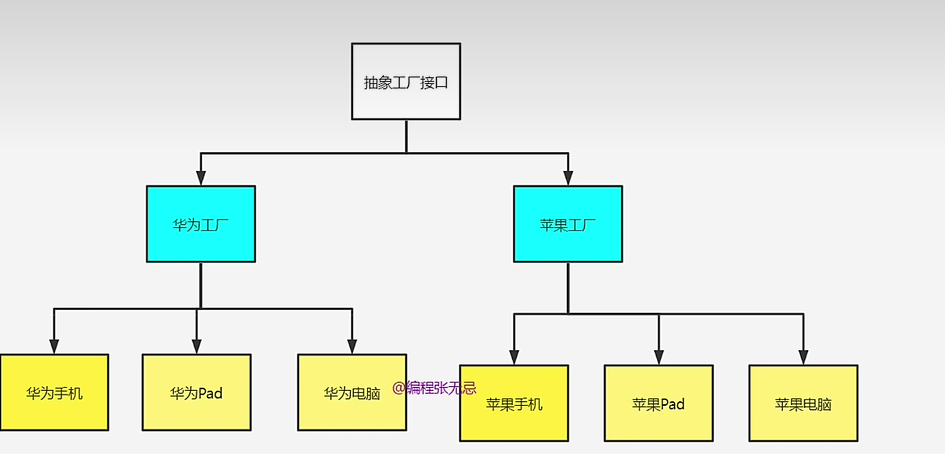 抽象工厂接口
华为工厂
苹果工厂
华为手机
华为Pad
华为电脑
@编程张无忌
苹果手机
苹果Pad
苹果电脑